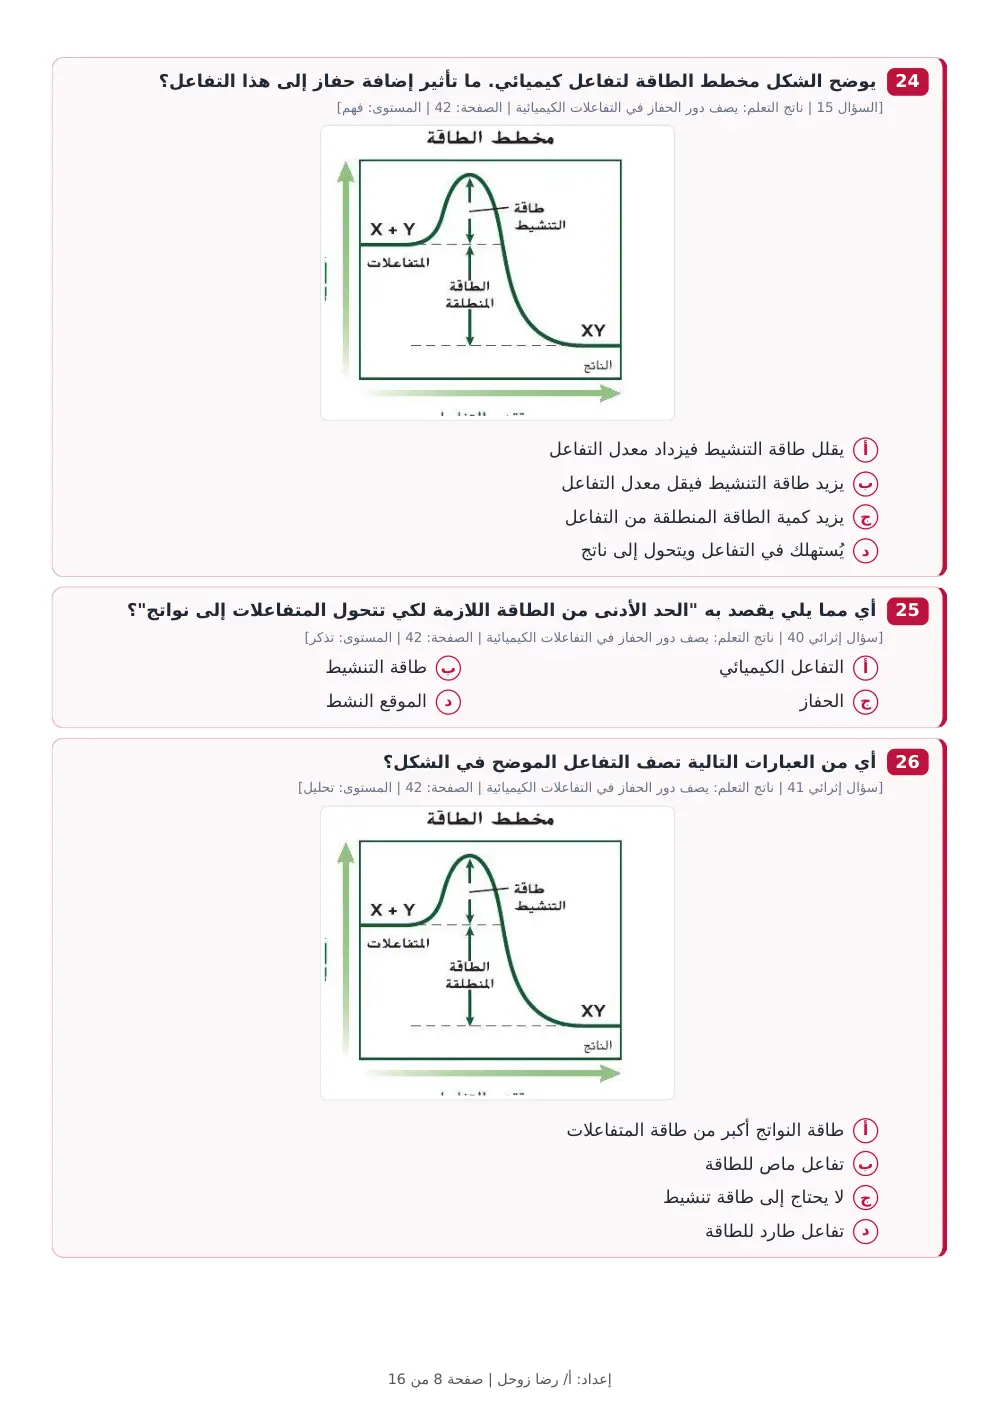 24 يوضح الشكل مخطط الطاقة لتفاعل كيميائي. ما تأثير إضافة حفاز إلى هذا التفاعل؟
[السؤال 15 | ناتج التعلم: يصف دور الحفاز في التفاعلات الكيميائية | الصفحة: 42 | المستوى: فهم]
مخطط الطاقة
طاقة
التنشيط
X + Y
المتفاعلات
الطاقة
المنطلقة
XY
الناتج
أ يقلل طاقة التنشيط فيزداد معدل التفاعل
ب يزيد طاقة التنشيط فيقل معدل التفاعل
ج يزيد كمية الطاقة المنطلقة من التفاعل
د يُستهلك في التفاعل ويتحول إلى ناتج
25 أي مما يلي يقصد به "الحد الأدنى من الطاقة اللازمة لكي تتحول المتفاعلات إلى نواتج"؟
[سؤال إثرائي 40 | ناتج التعلم: يصف دور الحفاز في التفاعلات الكيميائية | الصفحة: 42 | المستوى: تذكر]
أ التفاعل الكيميائي ب طاقة التنشيط
ج الحفاز د الموقع النشط
26 أي من العبارات التالية تصف التفاعل الموضح في الشكل؟
[سؤال إثرائي 41 | ناتج التعلم: يصف دور الحفاز في التفاعلات الكيميائية | الصفحة: 42 | المستوى: تحليل]
مخطط الطاقة
طاقة
التنشيط
X + Y
المتفاعلات
الطاقة
المنطلقة
XY
الناتج
أ طاقة النواتج أكبر من طاقة المتفاعلات
ب تفاعل ماص للطاقة
ج لا يحتاج إلى طاقة تنشيط
د تفاعل طارد للطاقة
إعداد: أ/ رضا زوحل | صفحة 8 من 16